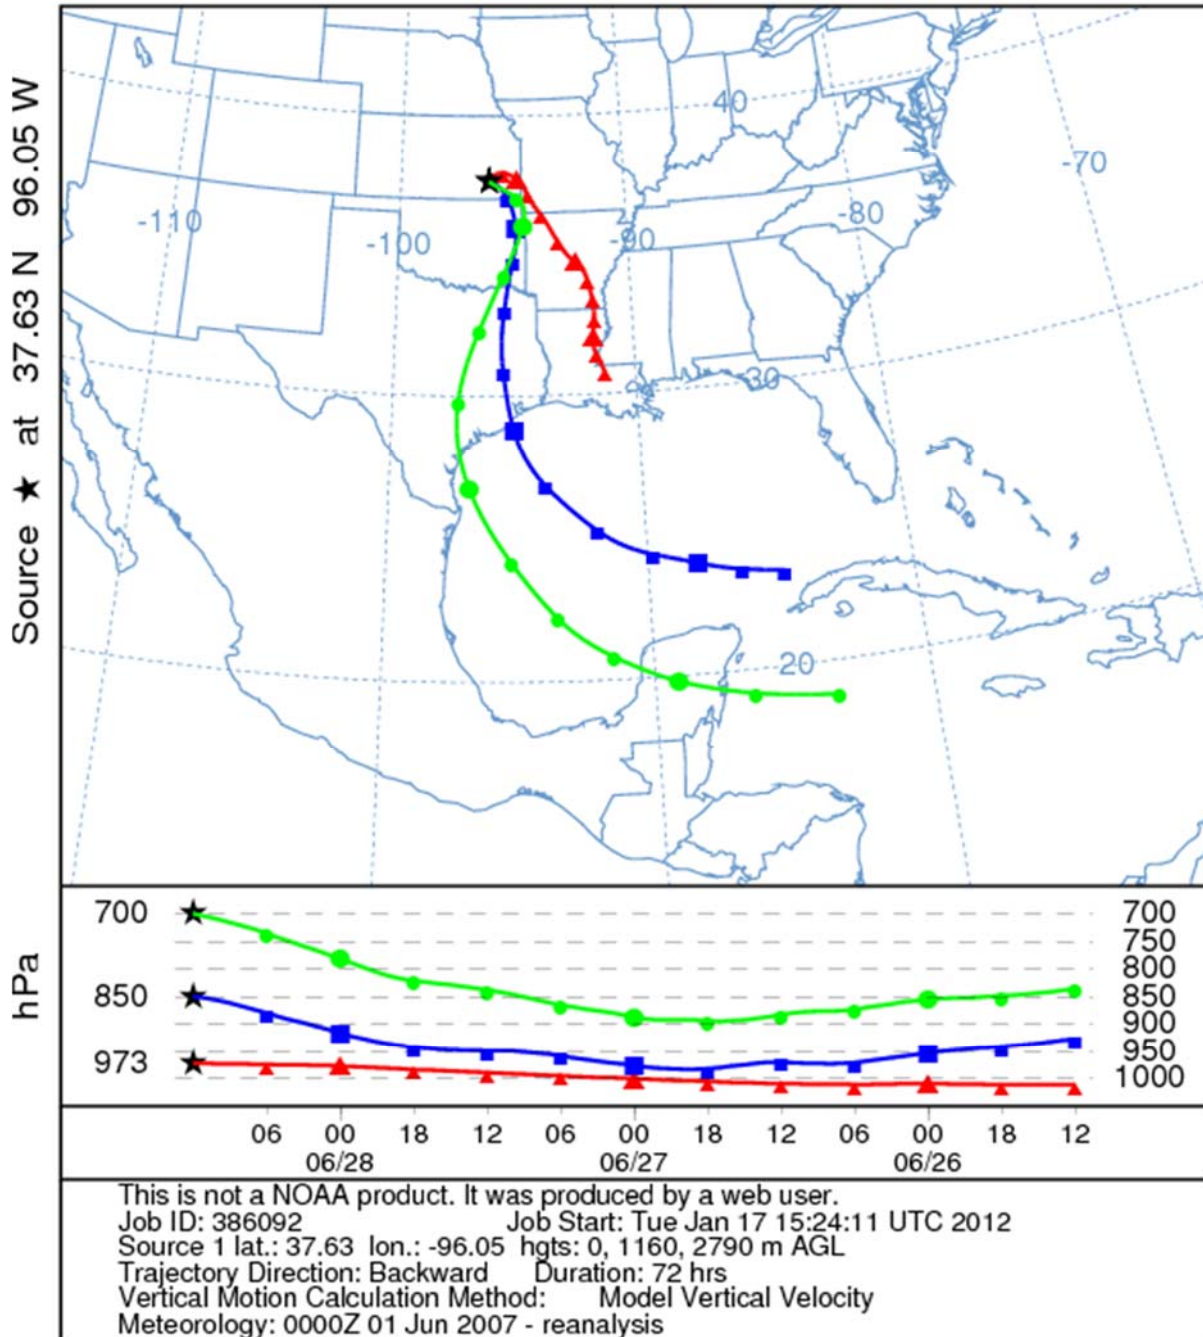 Source ★ at 37.63 N 96.05 W
40
-70
-110
-100
-90
-80
30
20
hPa
700 700
750
800
850 850
900
950
973
1000
06 00 18 12 06 00 18 12 06 00 18 12
06/28 06/27 06/26
This is not a NOAA product. It was produced by a web user.
Job ID: 386092 Job Start: Tue Jan 17 15:24:11 UTC 2012
Source 1 lat.: 37.63 lon.: -96.05 hgts: 0, 1160, 2790 m AGL
Trajectory Direction: Backward Duration: 72 hrs
Vertical Motion Calculation Method: Model Vertical Velocity
Meteorology: 0000Z 01 Jun 2007 - reanalysis